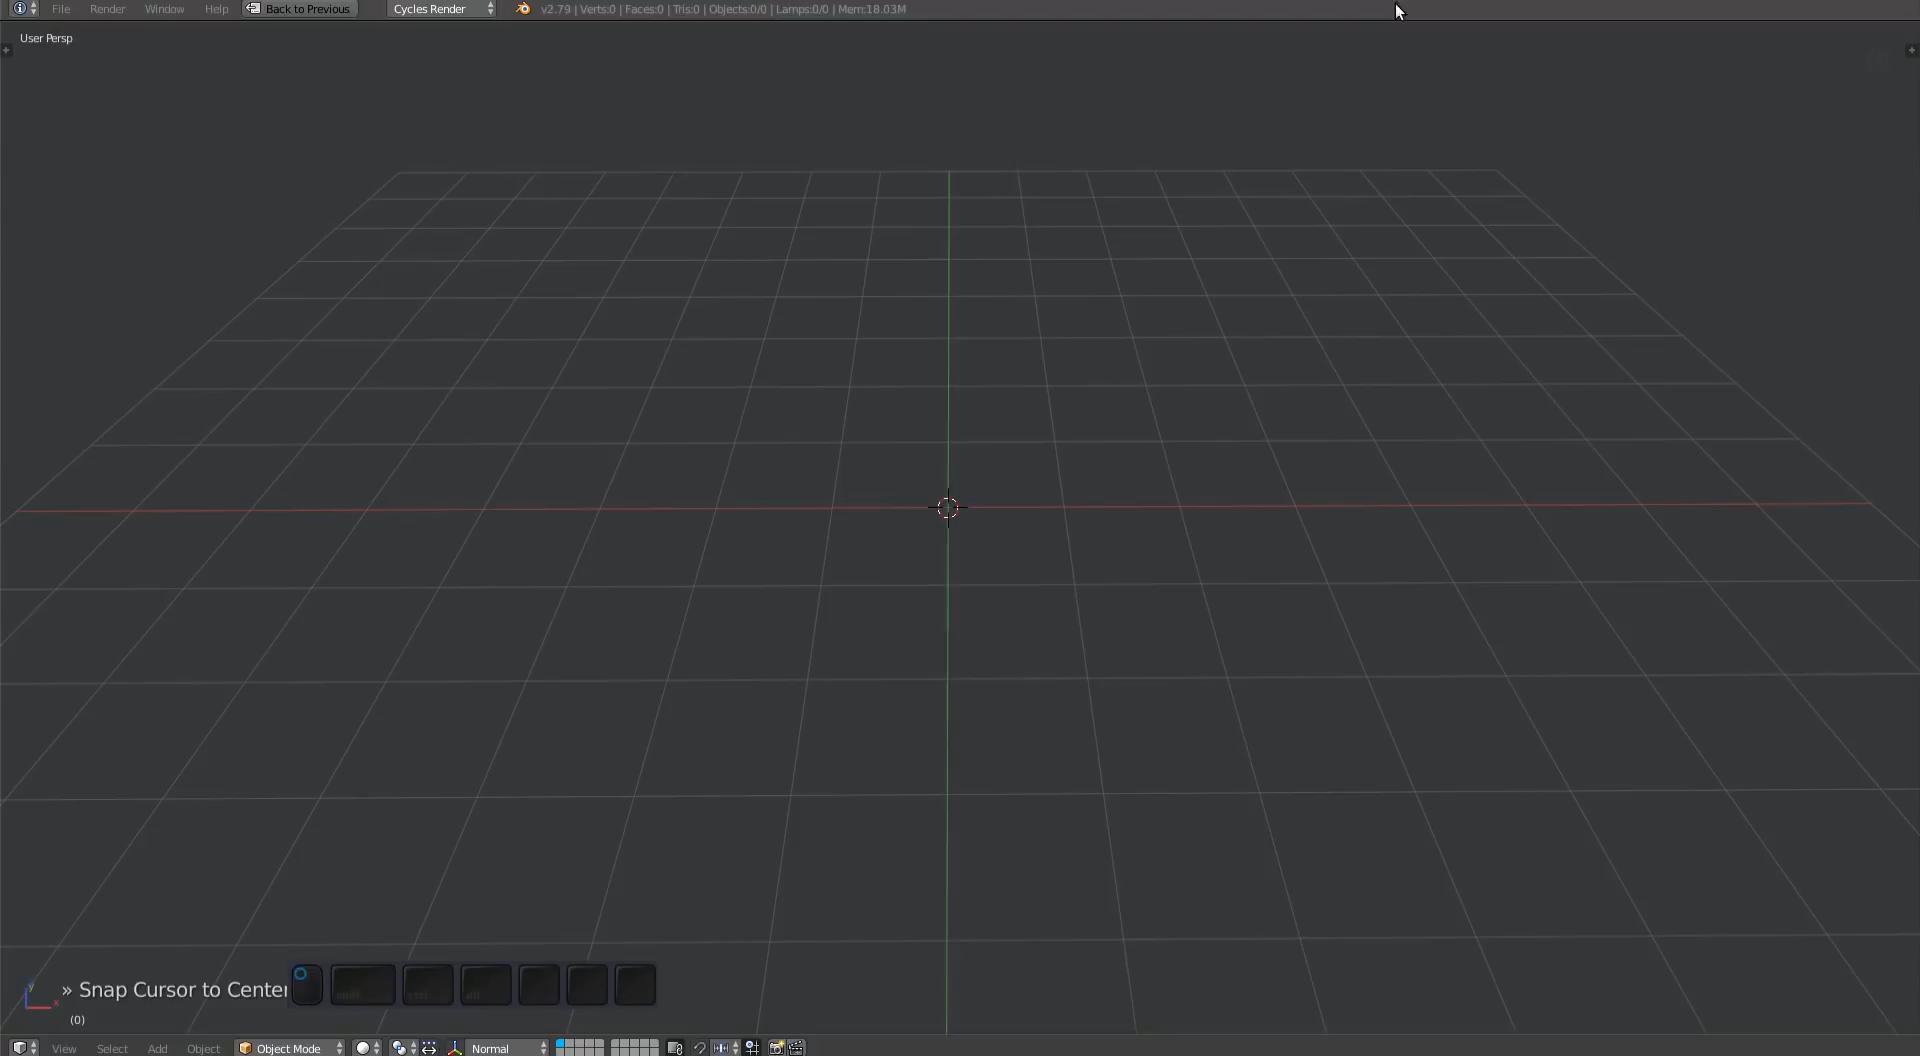 File Render Window Help Back to Previous Cycles Render v2.79 | Verts:0 | Faces:0 | Tris:0 | Objects:0/0 | Lamps:0/0 | Mem:18.03M
User Persp
y
x
» Snap Cursor to Center
(0)
View Select Add Object Object Mode Normal